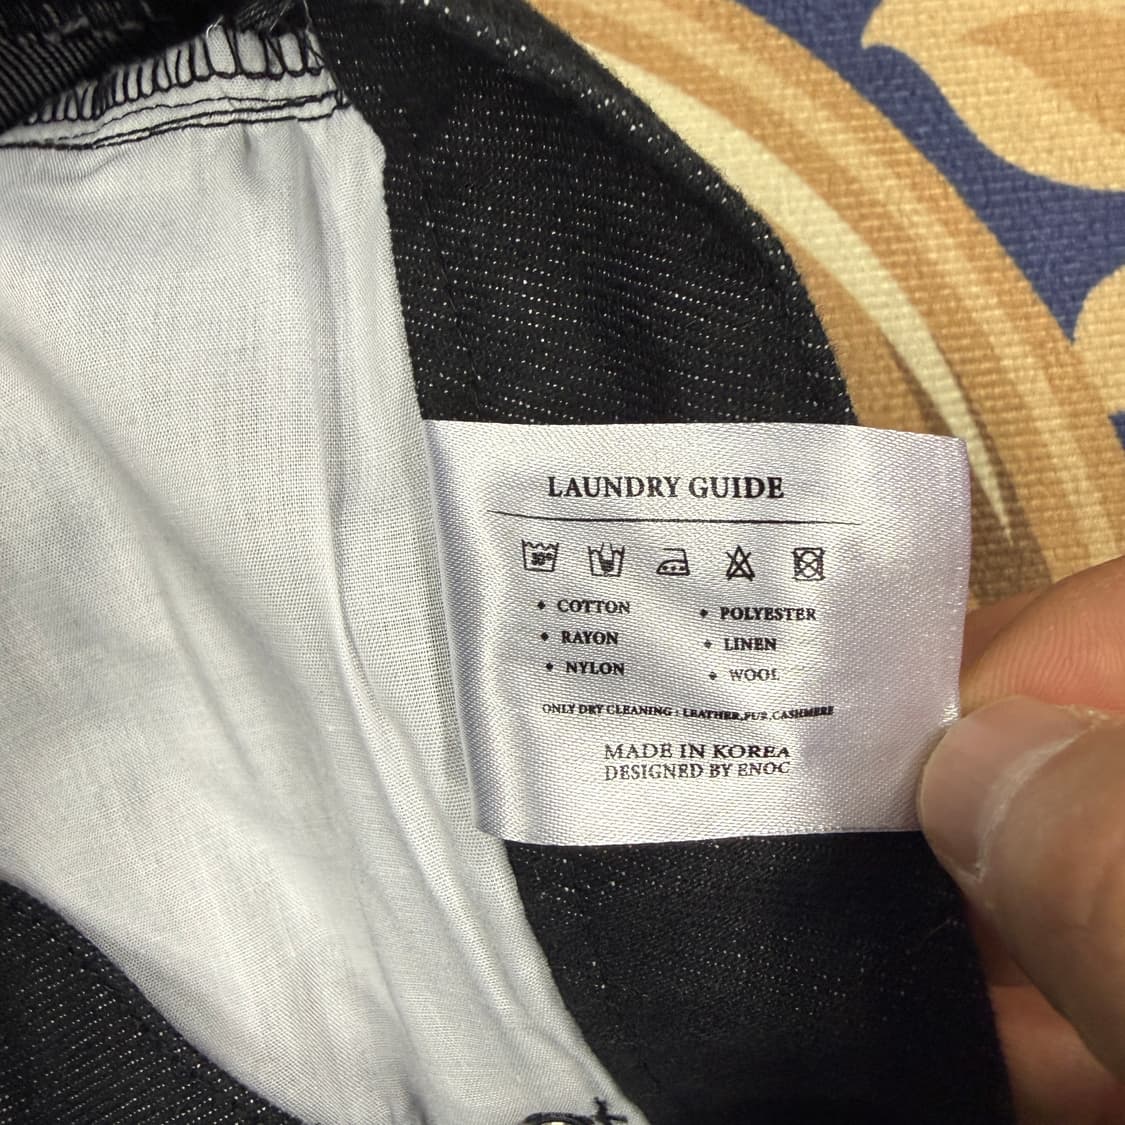 LAUNDRY GUIDE
30°
• COTTON • POLYESTER
• RAYON • LINEN
• NYLON • WOOL
ONLY DRY CLEANING : LEATHER,FUR,CASHMERE
MADE IN KOREA
DESIGNED BY ENOC